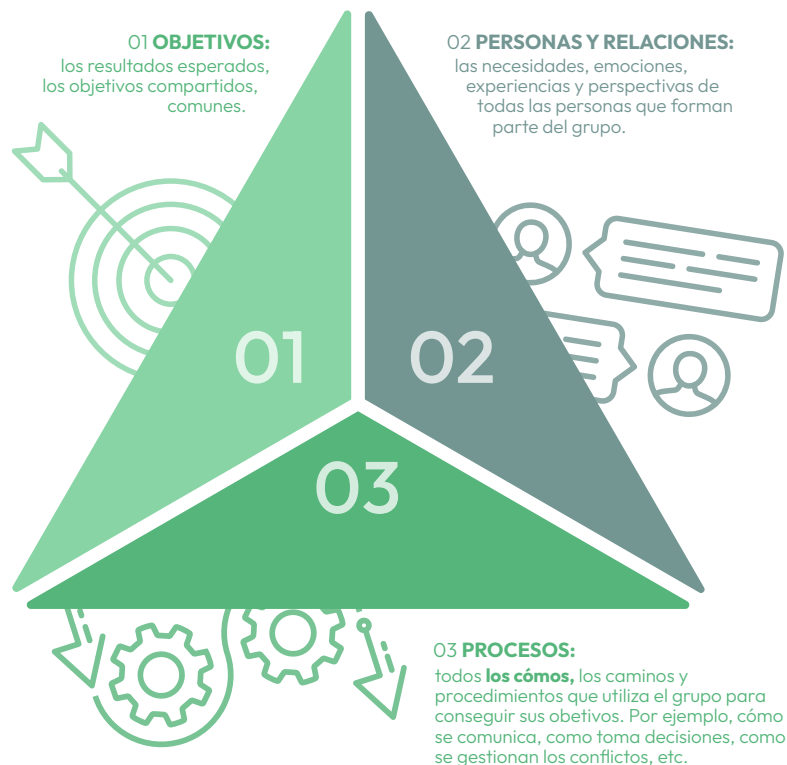 01 OBJETIVOS:
los resultados esperados,
los objetivos compartidos,
comunes.
02 PERSONAS Y RELACIONES:
las necesidades, emociones,
experiencias y perspectivas de
todas las personas que forman
parte del grupo.
01
02
03
03 PROCESOS:
todos los cómos, los caminos y
procedimientos que utiliza el grupo para
conseguir sus obetivos. Por ejemplo, cómo
se comunica, como toma decisiones, como
se gestionan los conflictos, etc.